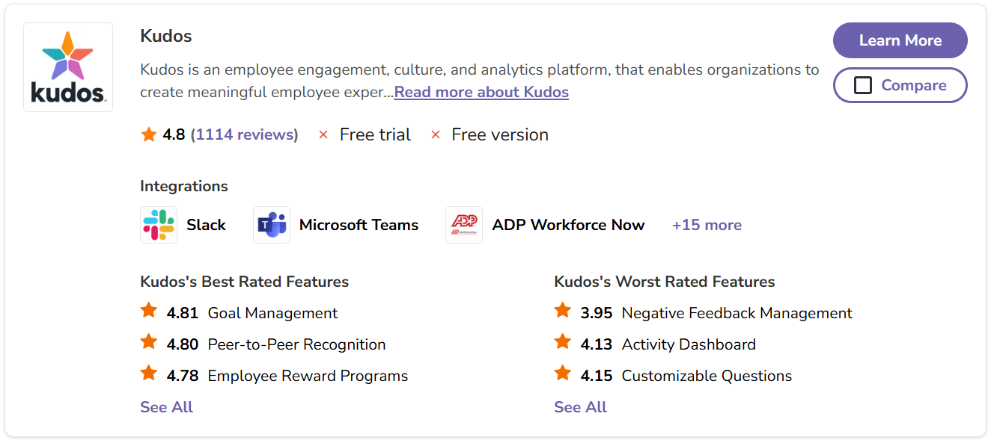 kudos
Kudos
Learn More
Kudos is an employee engagement, culture, and analytics platform, that enables organizations to
create meaningful employee exper...Read more about Kudos
Compare
4.8 (1114 reviews) × Free trial × Free version
Integrations
Slack Microsoft Teams ADP ADP Workforce Now +15 more
Kudos's Best Rated Features
4.81 Goal Management
4.80 Peer-to-Peer Recognition
4.78 Employee Reward Programs
See All
Kudos's Worst Rated Features
3.95 Negative Feedback Management
4.13 Activity Dashboard
4.15 Customizable Questions
See All